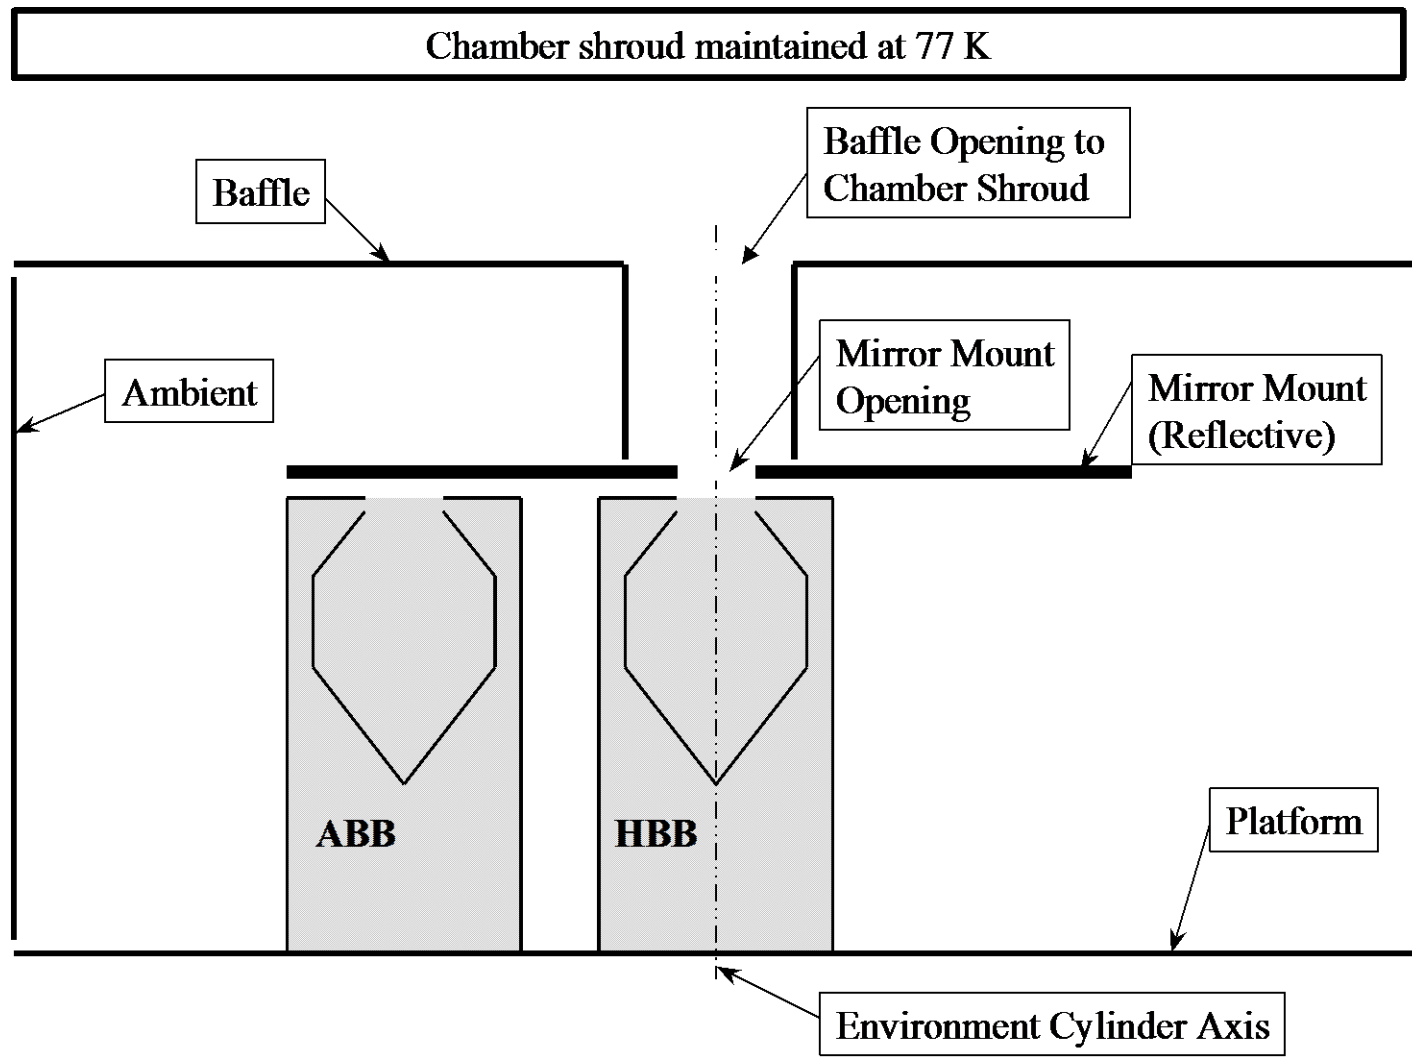 Chamber shroud maintained at 77 K
Baffle Opening to
Chamber Shroud
Baffle
Mirror Mount
Opening
Mirror Mount
(Reflective)
Ambient
Platform
ABB
HBB
Environment Cylinder Axis